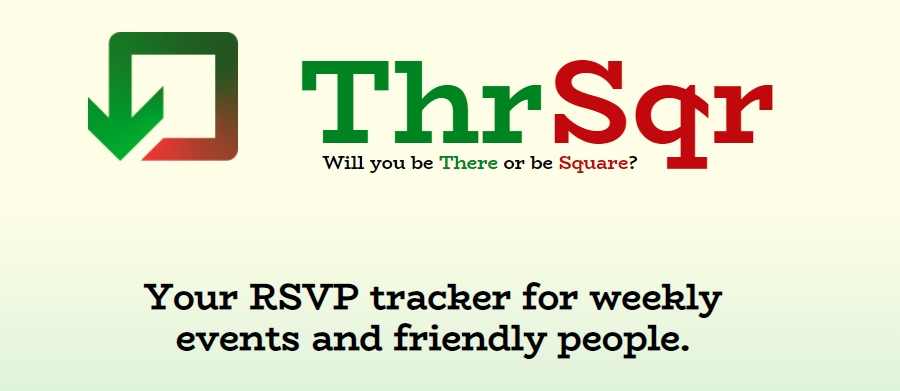 ThrSqr
Will you be There or be Square?
Your RSVP tracker for weekly
events and friendly people.